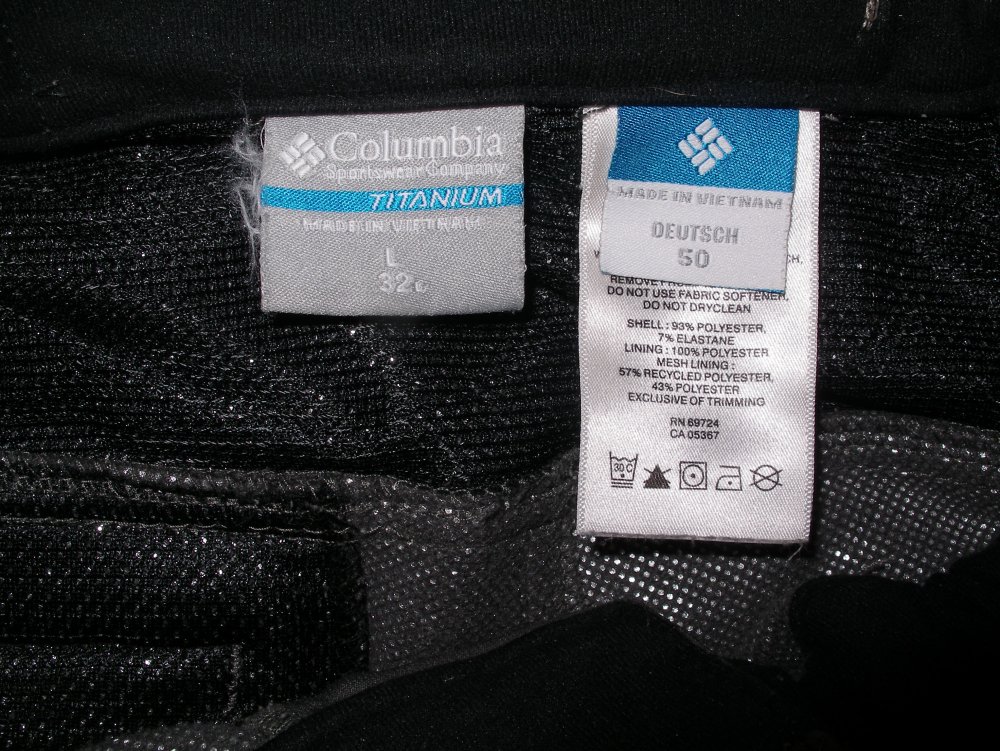 Columbia
Sportswear Company
TITANIUM
MADE IN VIETNAM
L
32
MADE IN VIETNAM
DEUTSCH
50
DO NOT USE FABRIC SOFTENER,
DO NOT DRYCLEAN
SHELL : 93% POLYESTER,
7% ELASTANE
LINING : 100% POLYESTER
MESH LINING :
57% RECYCLED POLYESTER,
43% POLYESTER
EXCLUSIVE OF TRIMMING
RN 69724
CA 05367
30 C